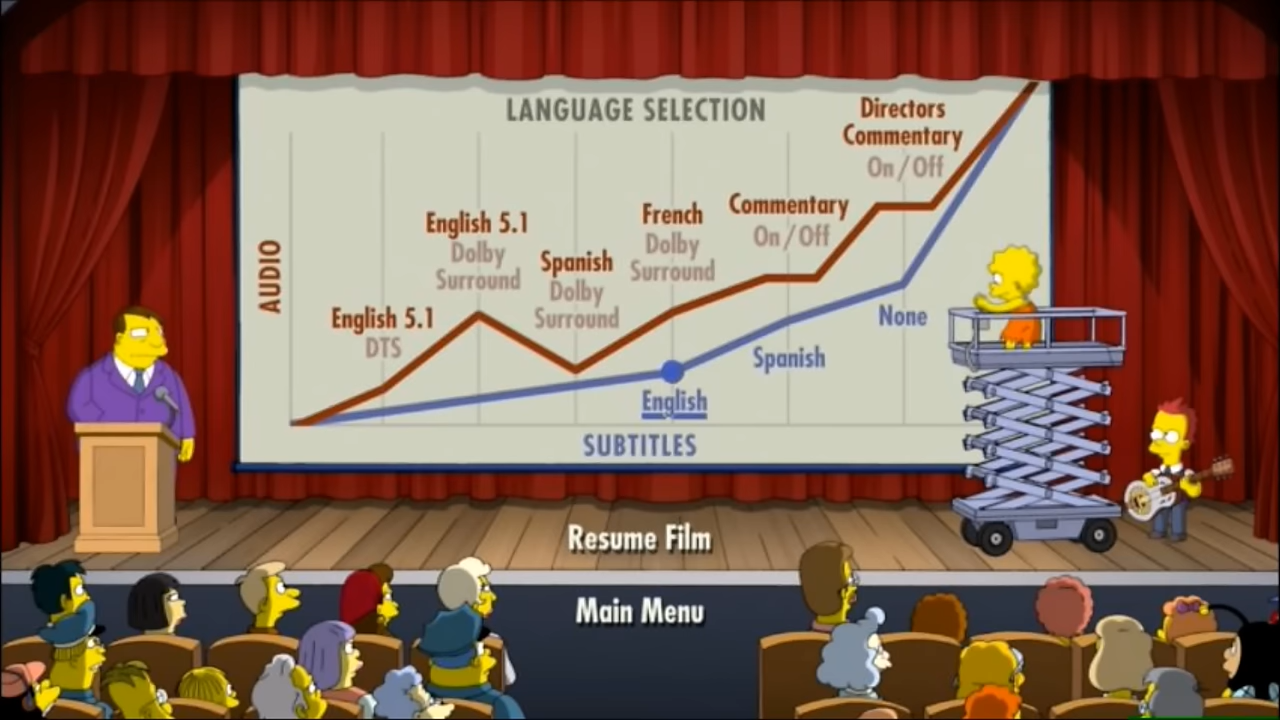 LANGUAGE SELECTION
AUDIO
English 5.1
DTS
English 5.1
Dolby
Surround
Spanish
Dolby
Surround
French
Dolby
Surround
Commentary
On / Off
Directors
Commentary
On / Off
English
Spanish
None
SUBTITLES
Resume Film
Main Menu